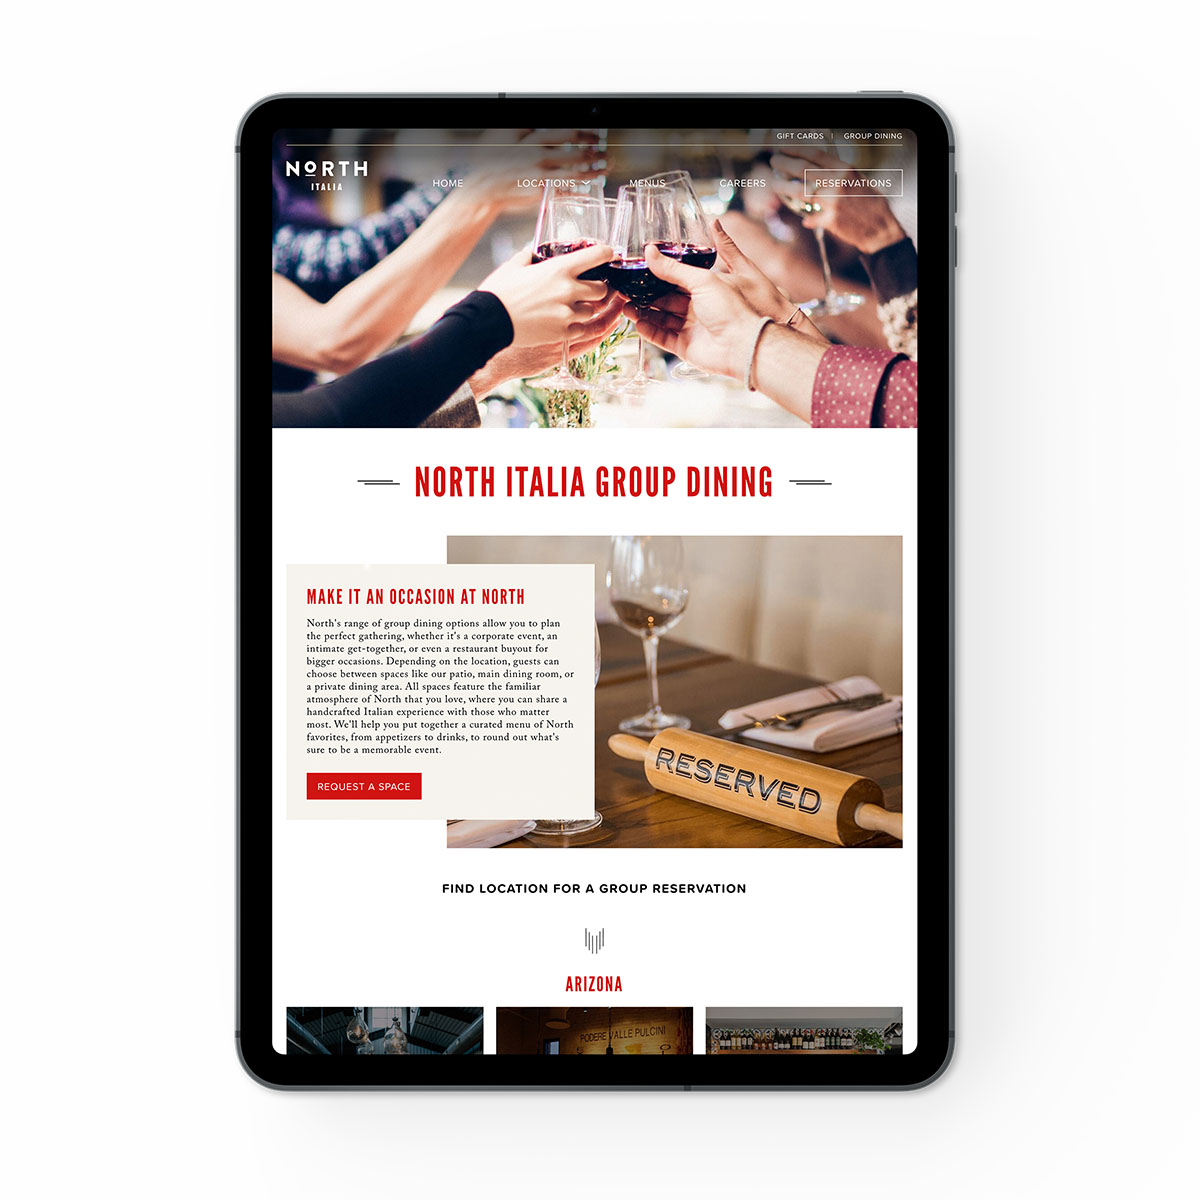 GIFT CARDS | GROUP DINING
NORTH
ITALIA
HOME LOCATIONS MENUS CAREERS RESERVATIONS
NORTH ITALIA GROUP DINING
MAKE IT AN OCCASION AT NORTH
North's range of group dining options allow you to plan
the perfect gathering, whether it's a corporate event, an
intimate get-together, or even a restaurant buyout for
bigger occasions. Depending on the location, guests can
choose between spaces like our patio, main dining room, or
a private dining area. All spaces feature the familiar
atmosphere of North that you love, where you can share a
handcrafted Italian experience with those who matter
most. We'll help you put together a curated menu of North
favorites, from appetizers to drinks, to round out what's
sure to be a memorable event.
REQUEST A SPACE
RESERVED
FIND LOCATION FOR A GROUP RESERVATION
ARIZONA
PODERE VALLE PULCINI